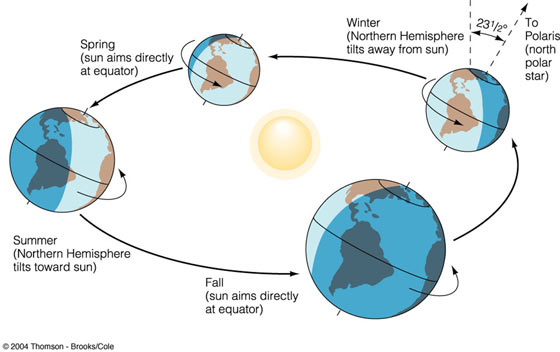 Spring
(sun aims directly
at equator)
Winter
(Northern Hemisphere
tilts away from sun)
23½°
To
Polaris
(north
polar
star)
Summer
(Northern Hemisphere
tilts toward sun)
Fall
(sun aims directly
at equator)
© 2004 Thomson - Brooks/Cole